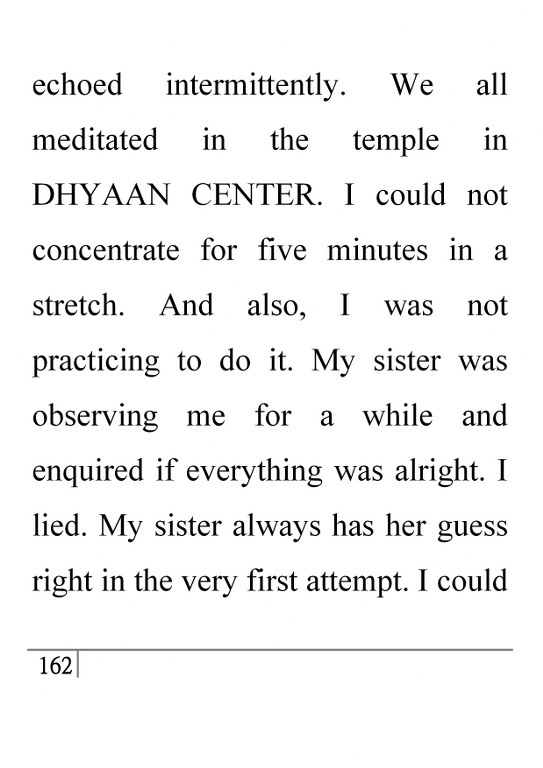 echoed intermittently. We all
meditated in the temple in
DHYAAN CENTER. I could not
concentrate for five minutes in a
stretch. And also, I was not
practicing to do it. My sister was
observing me for a while and
enquired if everything was alright. I
lied. My sister always has her guess
right in the very first attempt. I could
162